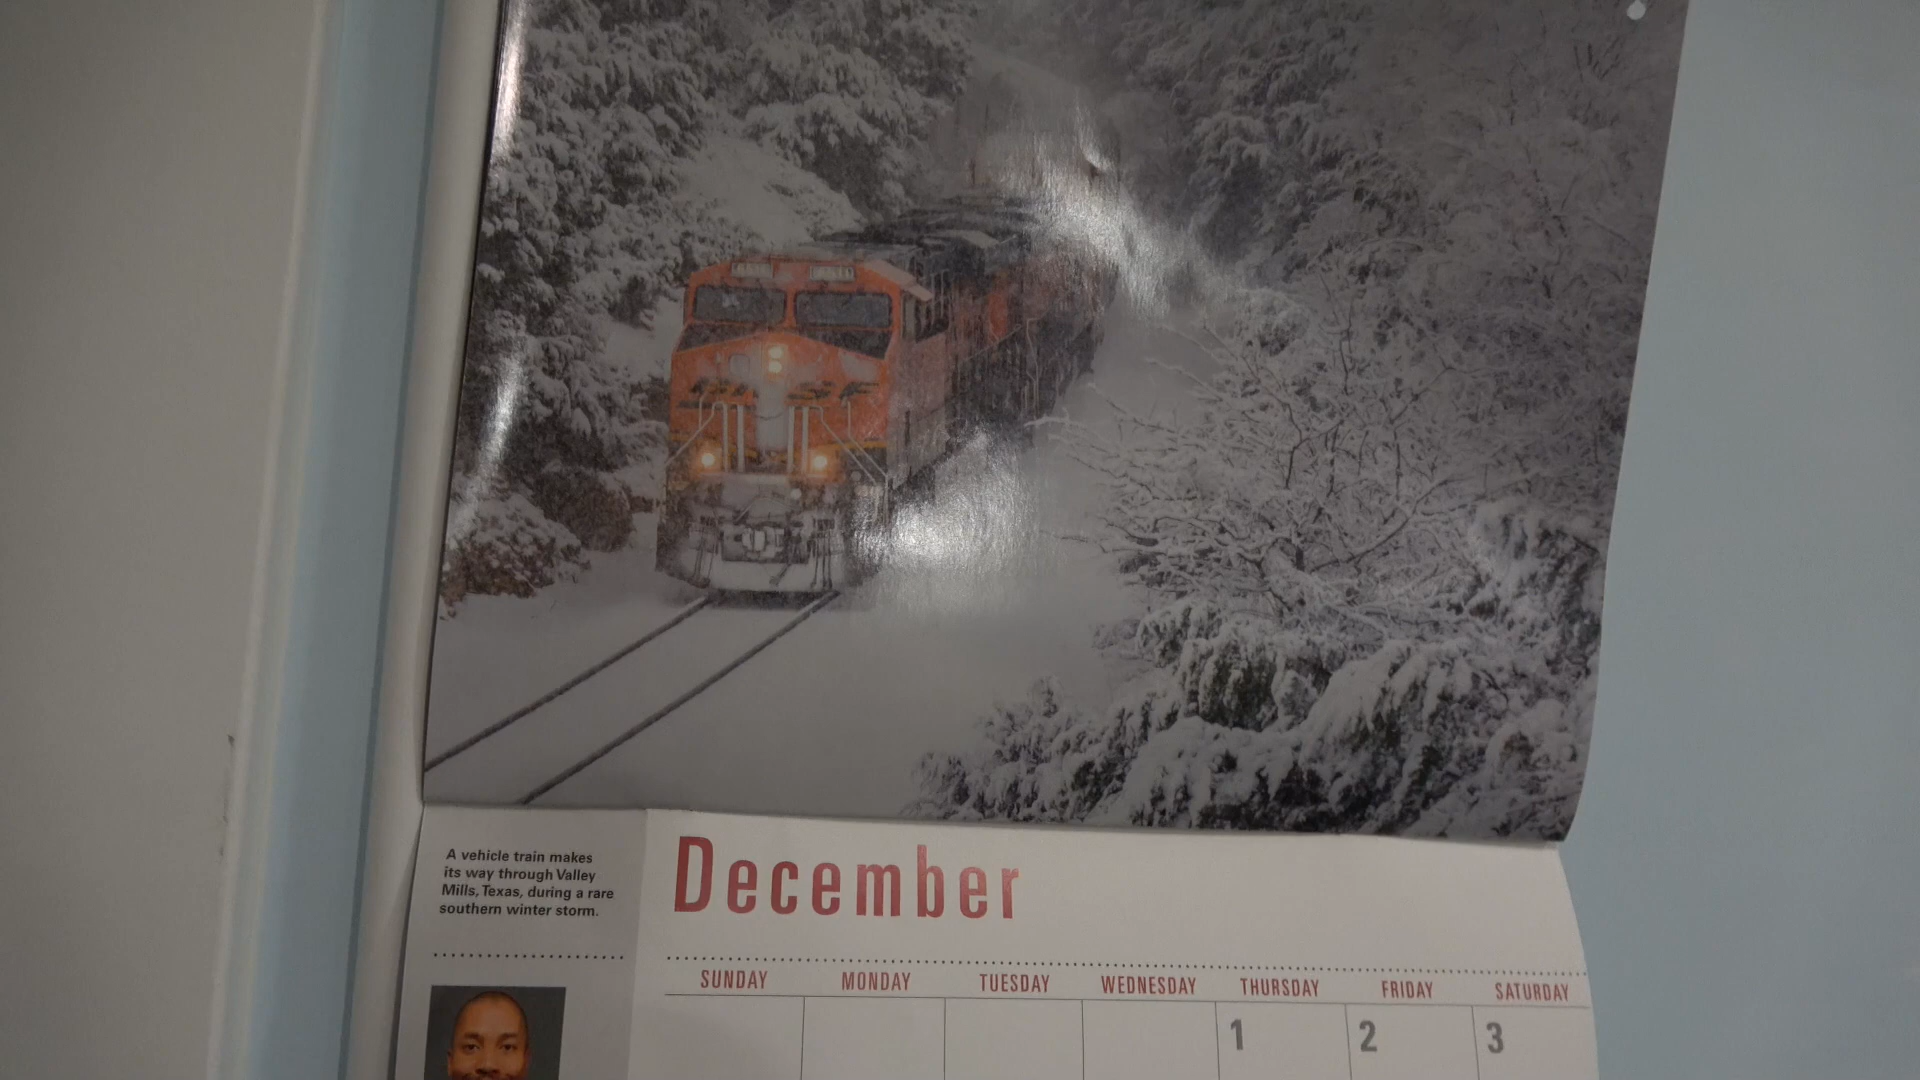 A vehicle train makes
its way through Valley
Mills, Texas, during a rare
southern winter storm.
December
SUNDAY MONDAY TUESDAY WEDNESDAY THURSDAY FRIDAY SATURDAY
1 2 3